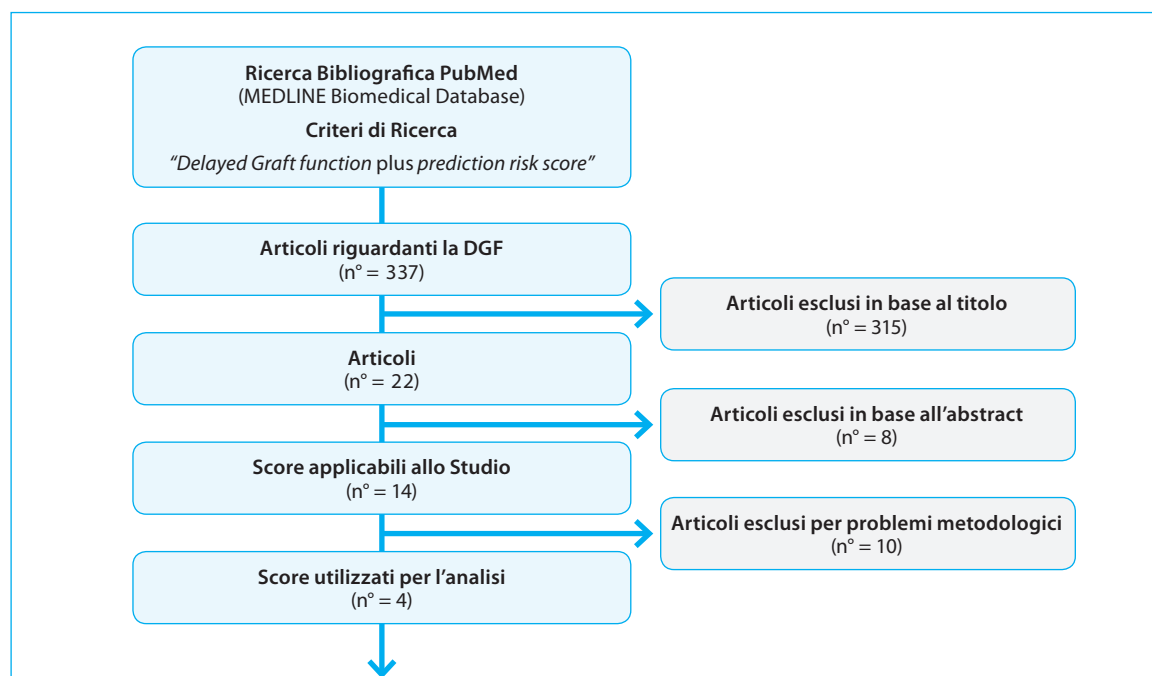 Ricerca Bibliografica PubMed
(MEDLINE Biomedical Database)
Criteri di Ricerca
“Delayed Graft function plus prediction risk score”
Articoli riguardanti la DGF
(n° = 337)
Articoli esclusi in base al titolo
(n° = 315)
Articoli
(n° = 22)
Articoli esclusi in base all’abstract
(n° = 8)
Score applicabili allo Studio
(n° = 14)
Articoli esclusi per problemi metodologici
(n° = 10)
Score utilizzati per l’analisi
(n° = 4)